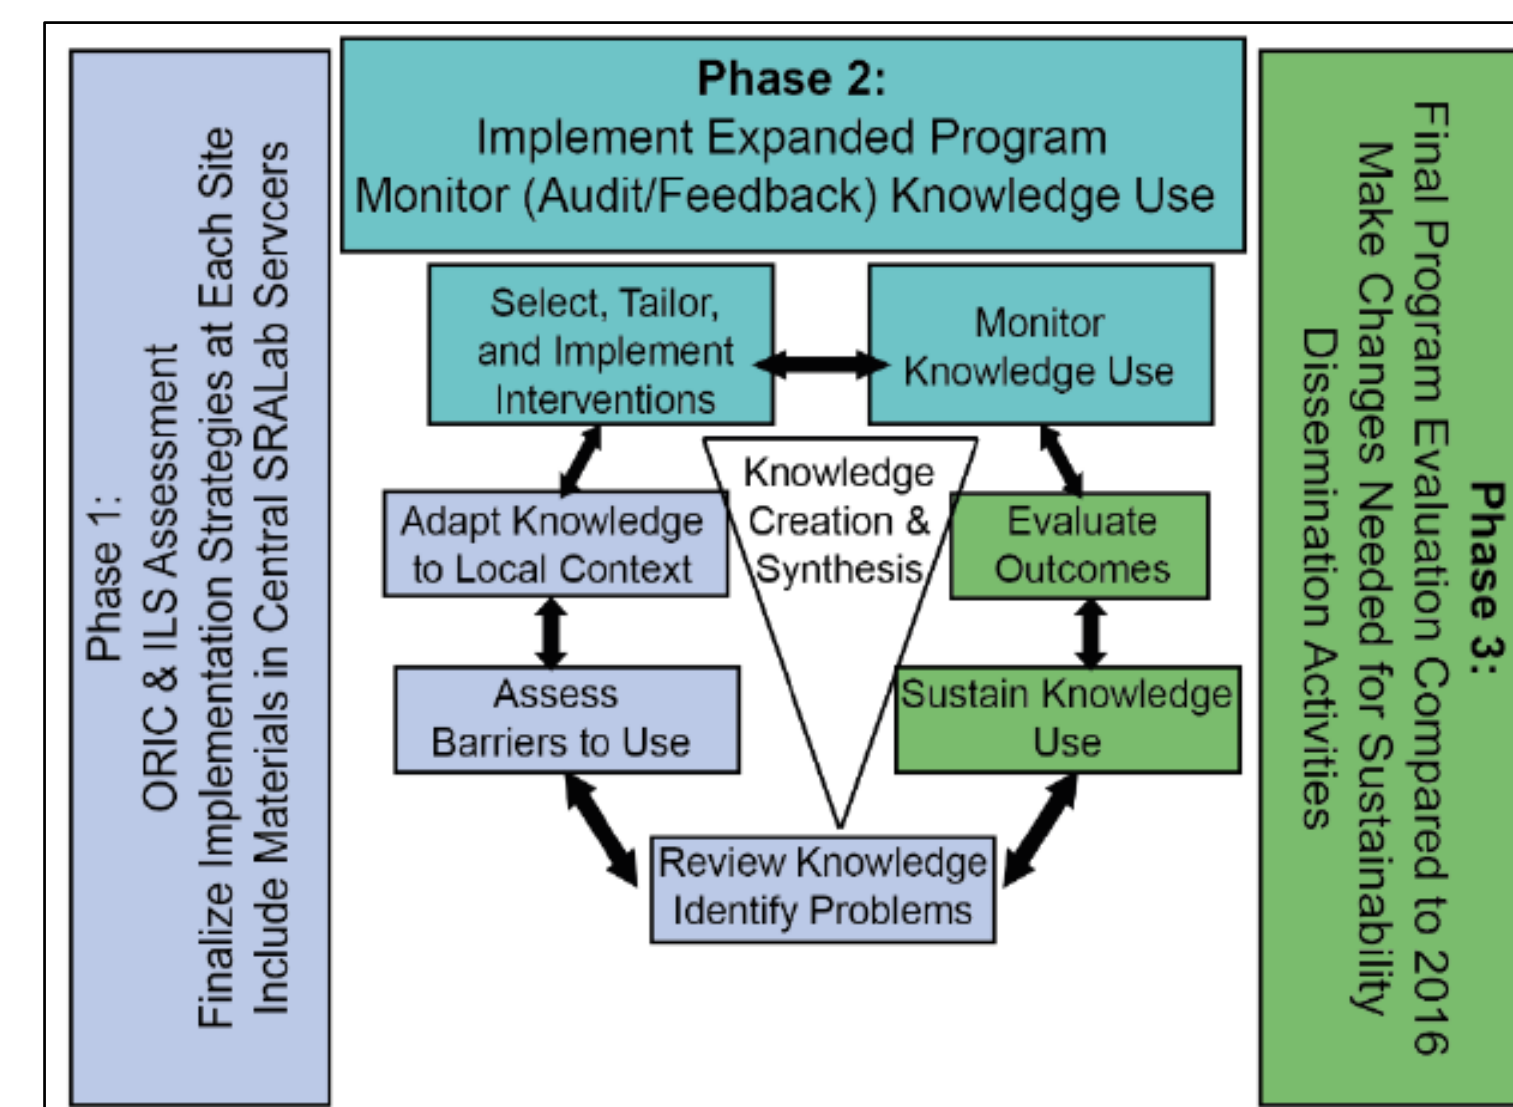 Phase 1:
ORIC & ILS Assessment
Finalize Implementation Strategies at Each Site
Include Materials in Central SRALab Servcers
Phase 2:
Implement Expanded Program
Monitor (Audit/Feedback) Knowledge Use
Select, Tailor,
and Implement
Interventions
Monitor
Knowledge Use
Adapt Knowledge
to Local Context
Knowledge
Creation &
Synthesis
Evaluate
Outcomes
Assess
Barriers to Use
Sustain Knowledge
Use
Review Knowledge
Identify Problems
Phase 3:
Final Program Evaluation Compared to 2016
Make Changes Needed for Sustainability
Dissemination Activities